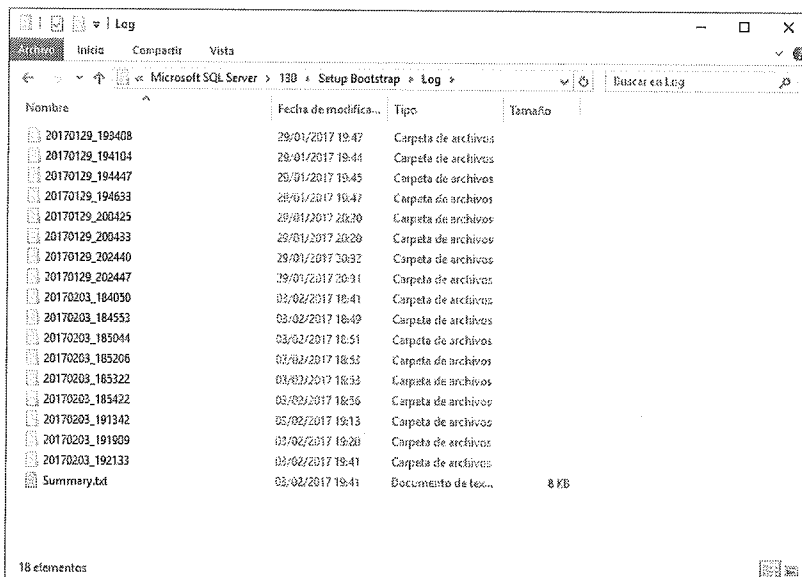 Log
Archivo Inicio Compartir Vista
« Microsoft SQL Server > 130 > Setup Bootstrap > Log >
Buscar en Log
Nombre Fecha de modifica... Tipo Tamaño
20170129_193408 29/01/2017 19:47 Carpeta de archivos
20170129_194104 29/01/2017 19:44 Carpeta de archivos
20170129_194447 29/01/2017 19:45 Carpeta de archivos
20170129_194633 29/01/2017 19:47 Carpeta de archivos
20170129_200425 29/01/2017 20:20 Carpeta de archivos
20170129_200433 29/01/2017 20:20 Carpeta de archivos
20170129_202440 29/01/2017 20:32 Carpeta de archivos
20170129_202447 29/01/2017 20:31 Carpeta de archivos
20170203_184050 03/02/2017 18:41 Carpeta de archivos
20170203_184553 03/02/2017 18:49 Carpeta de archivos
20170203_185044 03/02/2017 18:51 Carpeta de archivos
20170203_185206 03/02/2017 18:53 Carpeta de archivos
20170203_185322 03/02/2017 18:53 Carpeta de archivos
20170203_185422 03/02/2017 18:56 Carpeta de archivos
20170203_191342 03/02/2017 19:13 Carpeta de archivos
20170203_191909 03/02/2017 19:20 Carpeta de archivos
20170203_192133 03/02/2017 19:41 Carpeta de archivos
Summary.txt 03/02/2017 19:41 Documento de tex... 8 KB
18 elementos